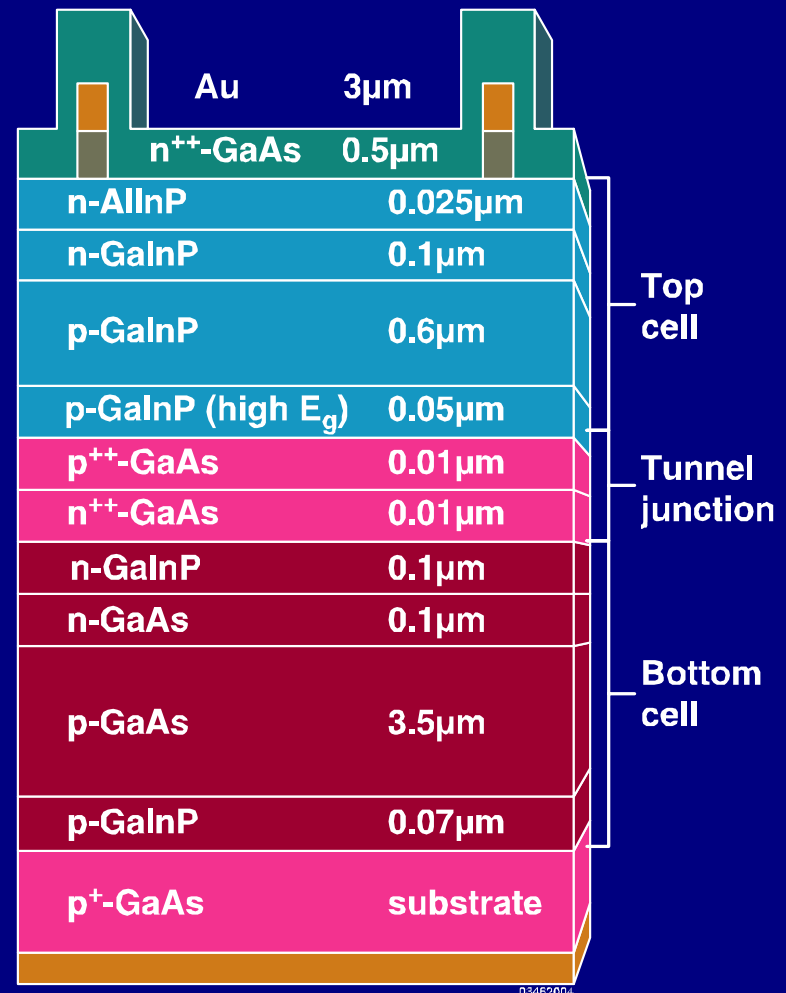 Au 3µm
n++-GaAs 0.5µm
n-AlInP 0.025µm
n-GaInP 0.1µm
p-GaInP 0.6µm
Top
cell
p-GaInP (high Eg) 0.05µm
p++-GaAs 0.01µm
n++-GaAs 0.01µm
Tunnel
junction
n-GaInP 0.1µm
n-GaAs 0.1µm
p-GaAs 3.5µm
Bottom
cell
p-GaInP 0.07µm
p+-GaAs substrate
03462004